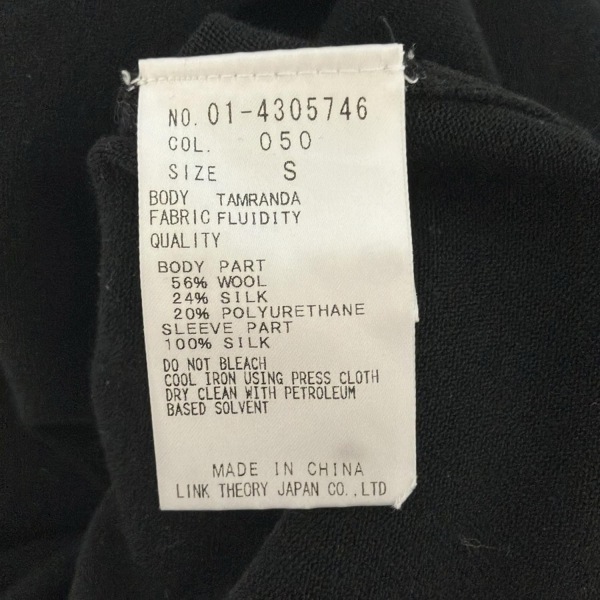 NO. 01-4305746
COL. 050
SIZE S
BODY TAMRANDA
FABRIC FLUIDITY
QUALITY
BODY PART
56% WOOL
24% SILK
20% POLYURETHANE
SLEEVE PART
100% SILK
DO NOT BLEACH
COOL IRON USING PRESS CLOTH
DRY CLEAN WITH PETROLEUM
BASED SOLVENT
MADE IN CHINA
LINK THEORY JAPAN CO.,LTD